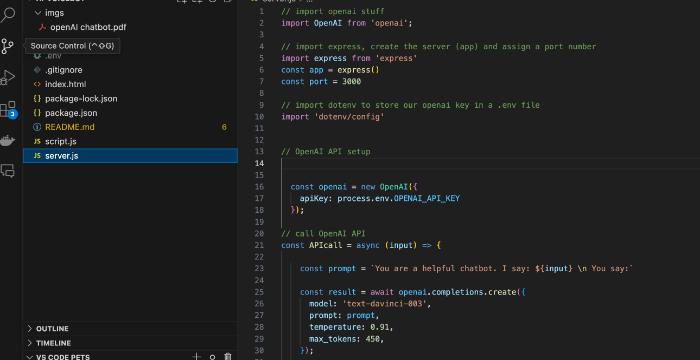 imgs
openAI chatbot.pdf
Source Control (^⇧G)
.env
.gitignore
index.html
package-lock.json
package.json
README.md 6
script.js
server.js
3
OUTLINE
TIMELINE
VS CODE PETS
1 // import openai stuff
2 import OpenAI from 'openai';
3
4 // import express, create the server (app) and assign a port number
5 import express from 'express'
6 const app = express()
7 const port = 3000
8
9 // import dotenv to store our openai key in a .env file
10 import 'dotenv/config'
11
12
13 // OpenAI API setup
14
15
16 const openai = new OpenAI({
17 apiKey: process.env.OPENAI_API_KEY
18 });
19
20 // call OpenAI API
21 const APIcall = async (input) => {
22
23 const prompt = `You are a helpful chatbot. I say: ${input} \n You say:`
24
25 const result = await openai.completions.create({
26 model: 'text-davinci-003',
27 prompt: prompt,
28 temperature: 0.91,
29 max_tokens: 450,
30 });